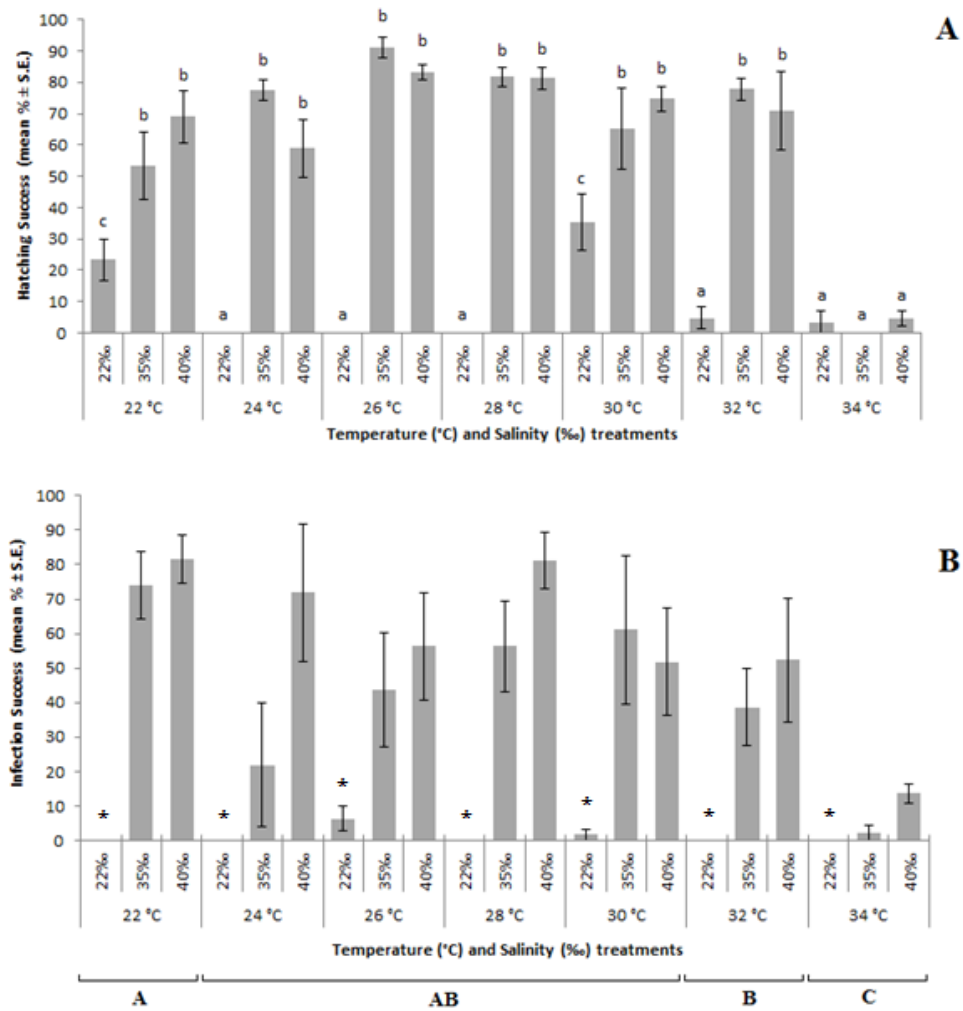 A
Hatching Success (mean % ± S.E.)
100
90
80
70
60
50
40
30
20
10
0
c b b a b b a b b a b b c b b a b b a a a
22‰ 35‰ 40‰ 22‰ 35‰ 40‰ 22‰ 35‰ 40‰ 22‰ 35‰ 40‰ 22‰ 35‰ 40‰ 22‰ 35‰ 40‰ 22‰ 35‰ 40‰
22 °C 24 °C 26 °C 28 °C 30 °C 32 °C 34 °C
Temperature (°C) and Salinity (‰) treatments
B
Infection Success (mean % ± S.E.)
100
90
80
70
60
50
40
30
20
10
0
* * * * * * *
22‰ 35‰ 40‰ 22‰ 35‰ 40‰ 22‰ 35‰ 40‰ 22‰ 35‰ 40‰ 22‰ 35‰ 40‰ 22‰ 35‰ 40‰ 22‰ 35‰ 40‰
22 °C 24 °C 26 °C 28 °C 30 °C 32 °C 34 °C
Temperature (°C) and Salinity (‰) treatments
A AB B C